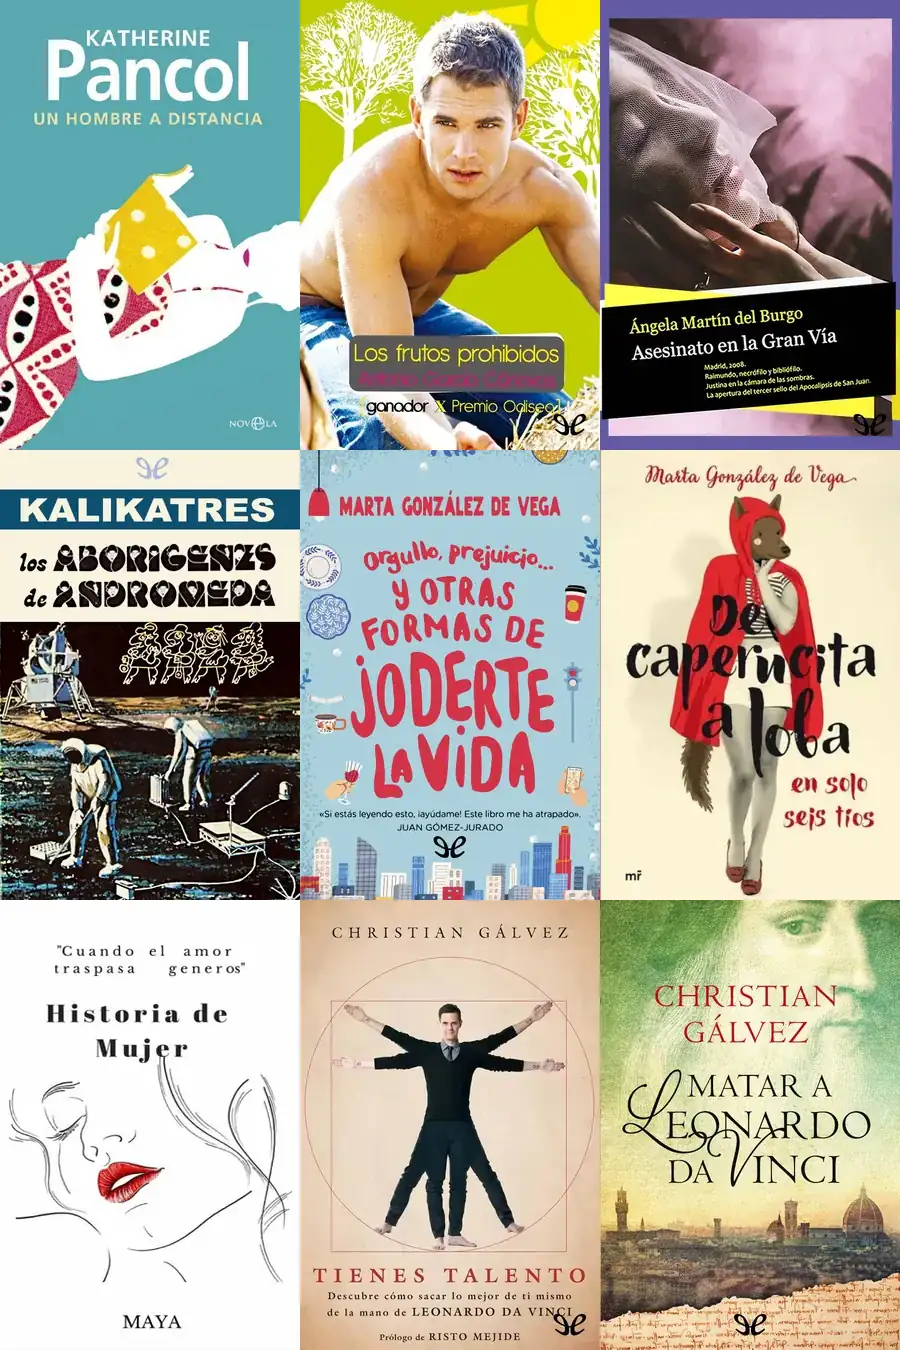 KATHERINE
Pancol
UN HOMBRE A DISTANCIA
NOVELA
Los frutos prohibidos
Antonio García Cánovas
[ganador X Premio Odisea]
Ángela Martín del Burgo
Asesinato en la Gran Vía
Madrid, 2008.
Raimundo, necrófilo y bibliófilo.
Justina en la cámara de las sombras.
La apertura del tercer sello del Apocalipsis de San Juan.
KALIKATRES
los ABORIGENES
de ANDROMEDA
MARTA GONZÁLEZ DE VEGA
Orgullo, prejuicio...
Y OTRAS
FORMAS DE
JODERTE
LA VIDA
«Si estás leyendo esto, ¡ayúdame! Este libro me ha atrapado».
JUAN GÓMEZ-JURADO
Marta González de Vega
De
caperucita
a loba
en solo
seis tíos
mr
"Cuando el amor
traspasa generos"
Historia de
Mujer
MAYA
CHRISTIAN GÁLVEZ
TIENES TALENTO
Descubre cómo sacar lo mejor de ti mismo
de la mano de LEONARDO DA VINCI
Prólogo de RISTO MEJIDE
CHRISTIAN
GÁLVEZ
MATAR A
LEONARDO
DA VINCI